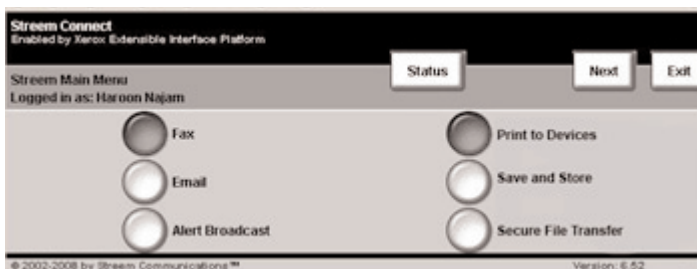 Streem Connect
Enabled by Xerox Extensible Interface Platform
Status
Next
Exit
Streem Main Menu
Logged in as: Haroon Najam
Fax
Print to Devices
Email
Save and Store
Alert Broadcast
Secure File Transfer
© 2002-2008 by Streem Communications ™
Version: 6.52